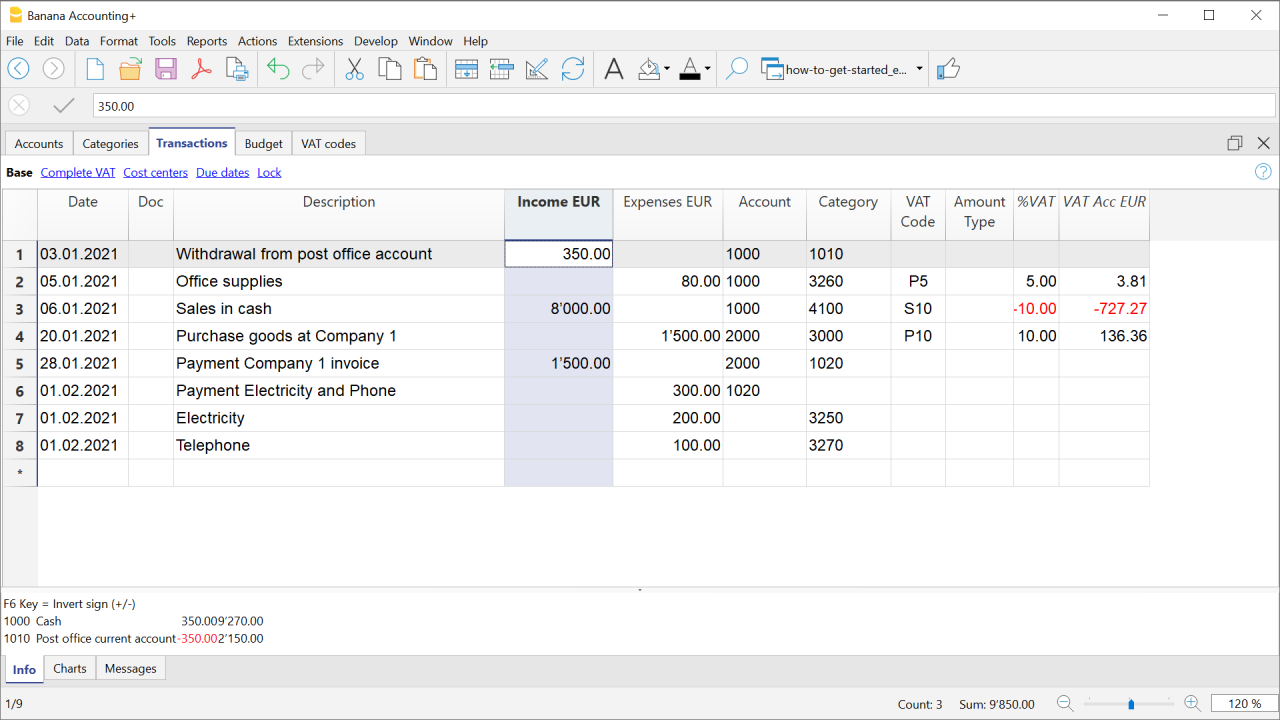 Banana Accounting+
File Edit Data Format Tools Reports Actions Extensions Develop Window Help
how-to-get-started_e...
350.00
Accounts Categories Transactions Budget VAT codes
Base Complete VAT Cost centers Due dates Lock
Date Doc Description Income EUR Expenses EUR Account Category VAT Code Amount Type %VAT VAT Acc EUR
1 03.01.2021 Withdrawal from post office account 350.00 1000 1010
2 05.01.2021 Office supplies 80.00 1000 3260 P5 5.00 3.81
3 06.01.2021 Sales in cash 8’000.00 1000 4100 S10 -10.00 -727.27
4 20.01.2021 Purchase goods at Company 1 1’500.00 2000 3000 P10 10.00 136.36
5 28.01.2021 Payment Company 1 invoice 1’500.00 2000 1020
6 01.02.2021 Payment Electricity and Phone 300.00 1020
7 01.02.2021 Electricity 200.00 3250
8 01.02.2021 Telephone 100.00 3270
*
F6 Key = Invert sign (+/-)
1000 Cash 350.009’270.00
1010 Post office current account-350.002’150.00
Info Charts Messages
1/9 Count: 3 Sum: 9’850.00 120 %